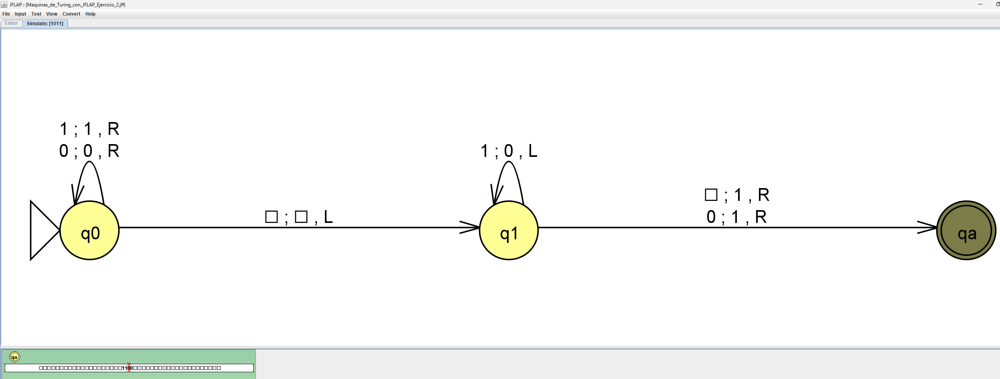 JFLAP : (Maquinas_de_Turing_con_JFLAP_Ejercicio_2.jff)
File Input Test View Convert Help
Editor Simulate: [1011]
1 ; 1 , R
0 ; 0 , R
1 ; 0 , L
□ ; □ , L
□ ; 1 , R
0 ; 1 , R
q0
q1
qa
qa
□□□□□□□□□□□□□□□□□□□□1100□□□□□□□□□□□□□□□□□□□□□